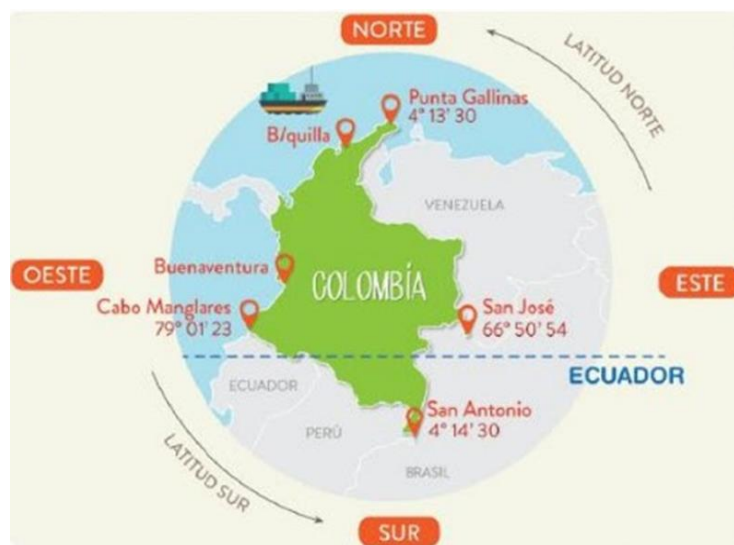 NORTE
LATITUD NORTE
Punta Gallinas
4° 13' 30
B/quilla
VENEZUELA
OESTE
Buenaventura
COLOMBÍA
ESTE
Cabo Manglares
79° 01' 23
San José
66° 50' 54
ECUADOR
ECUADOR
San Antonio
4° 14' 30
PERÚ
BRASIL
LATITUD SUR
SUR